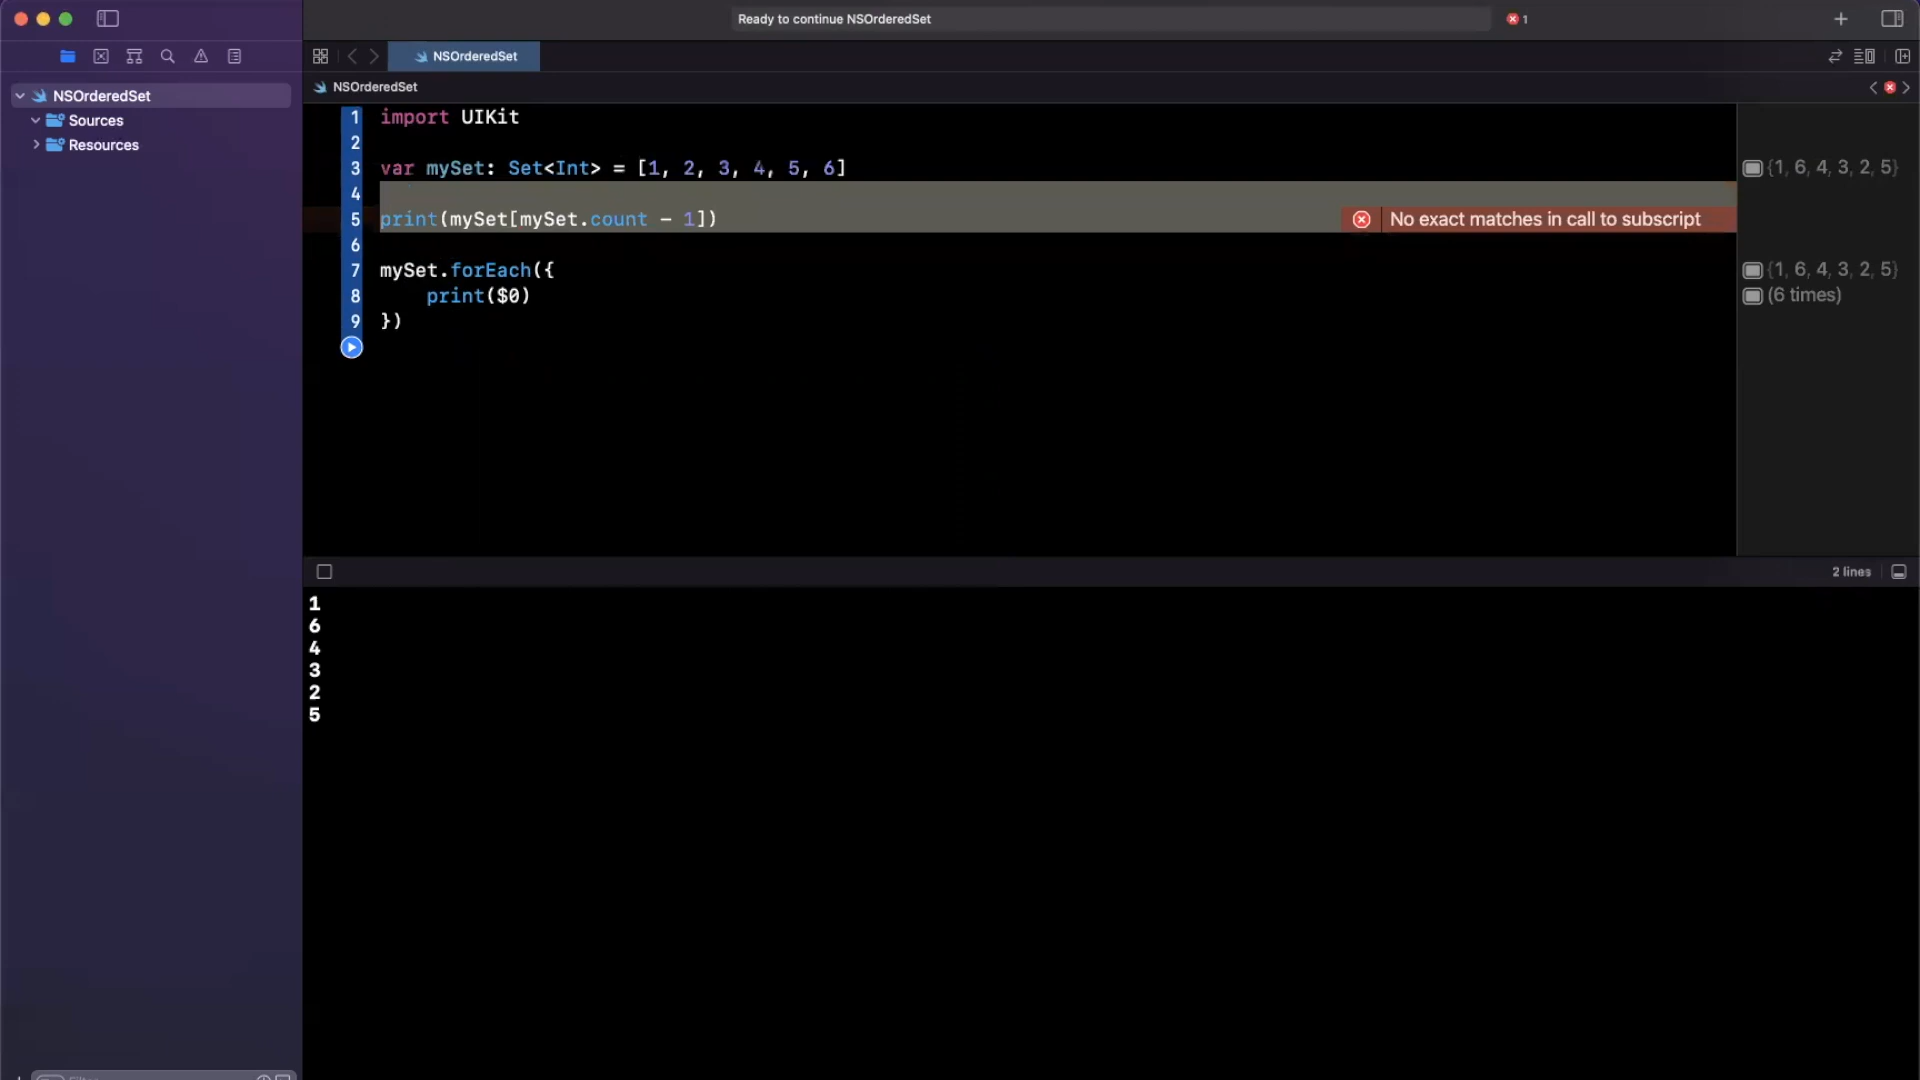 Ready to continue NSOrderedSet
1
NSOrderedSet
NSOrderedSet
NSOrderedSet
Sources
Resources
1 import UIKit
2
3 var mySet: Set<Int> = [1, 2, 3, 4, 5, 6]
{1, 6, 4, 3, 2, 5}
4
5 print(mySet[mySet.count - 1])
No exact matches in call to subscript
6
7 mySet.forEach({
{1, 6, 4, 3, 2, 5}
8 print($0)
(6 times)
9 })
2 lines
1
6
4
3
2
5